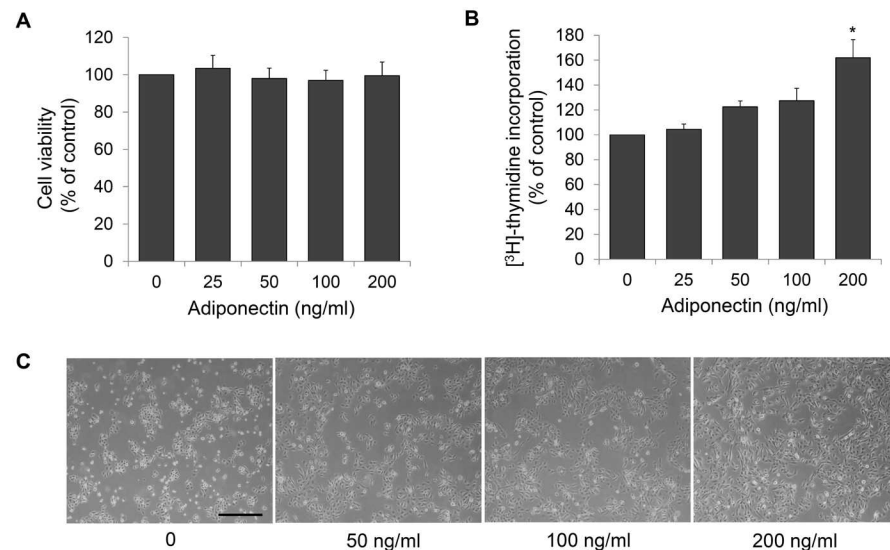 A
120
100
80
60
40
20
0
Cell viability
(% of control)
0 25 50 100 200
Adiponectin (ng/ml)
B
180
160
140
120
100
80
60
40
20
0
[³H]-thymidine incorporation
(% of control)
*
0 25 50 100 200
Adiponectin (ng/ml)
C
0 50 ng/ml 100 ng/ml 200 ng/ml